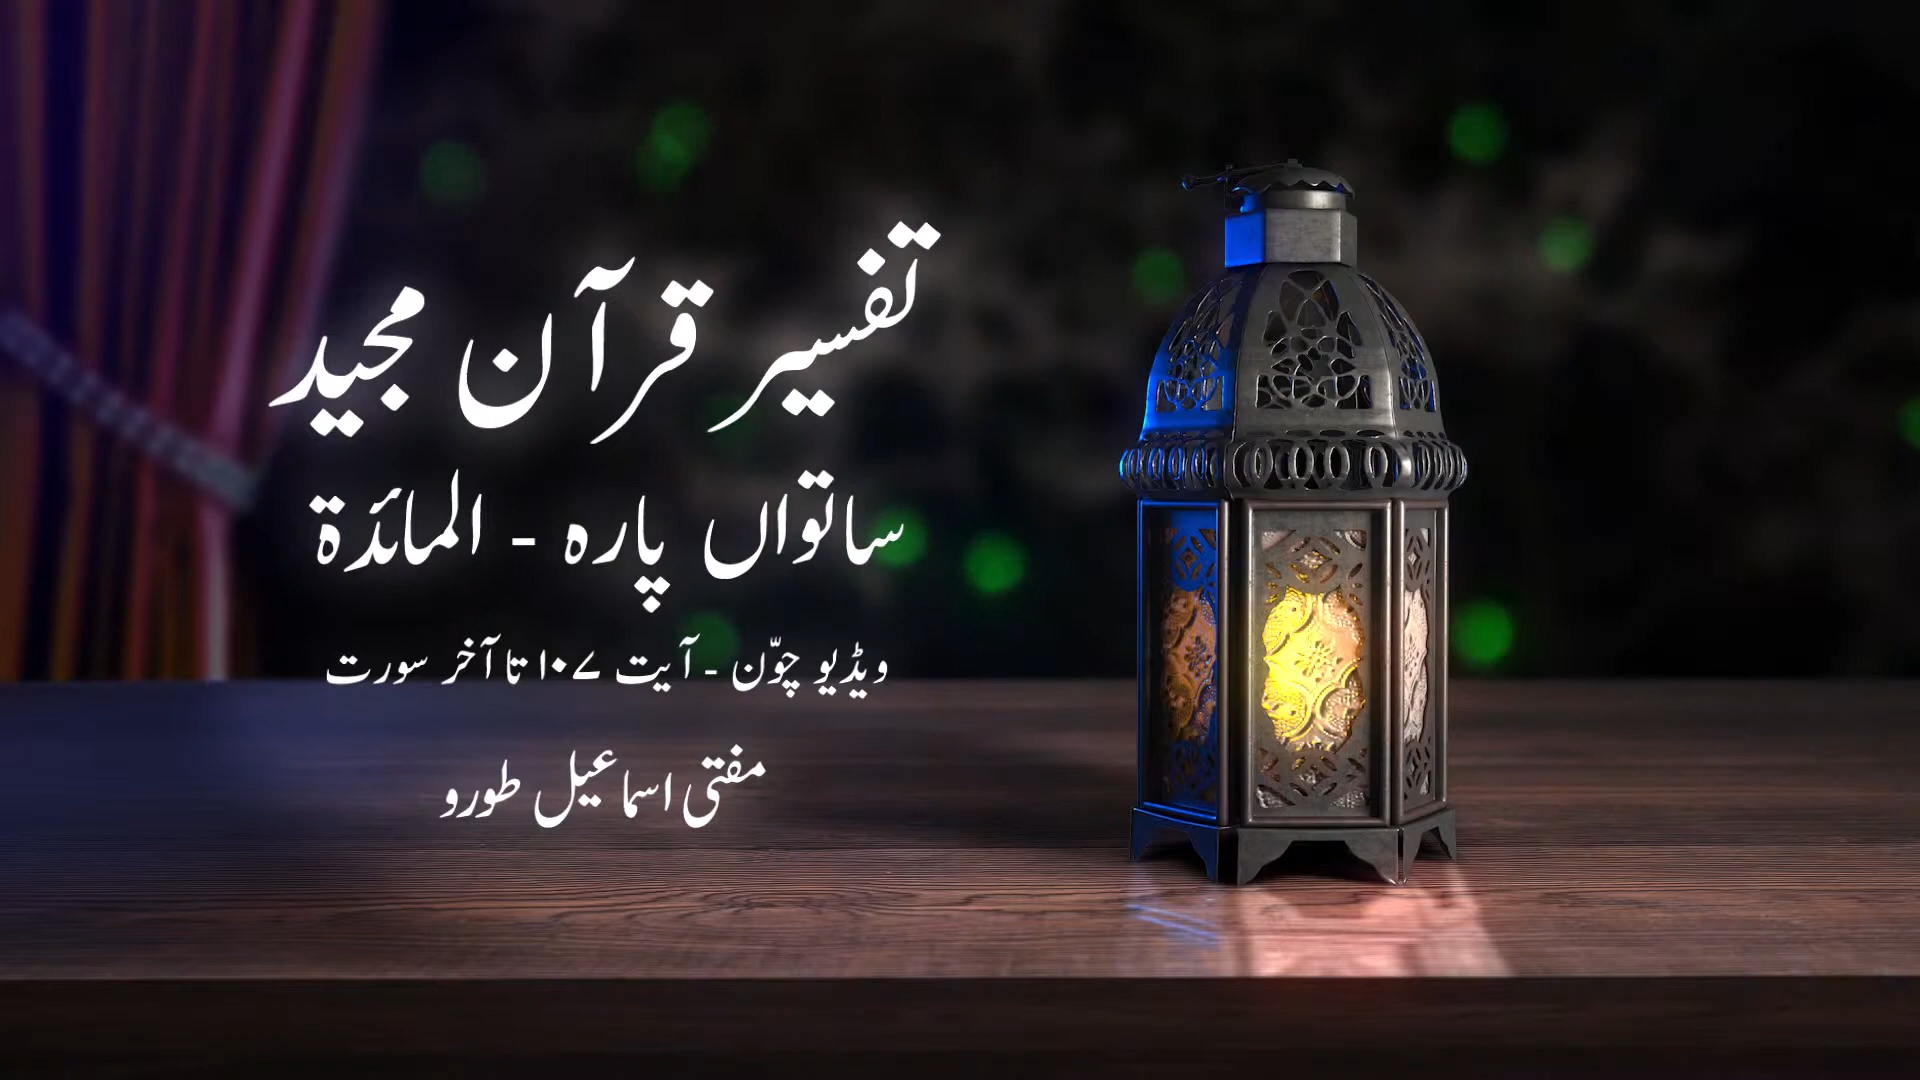 تفسیر قرآن مجید
ساتواں پارہ - المائدۃ
ویڈیو چوّن - آیت ۱۰۷ تا آخر سورت
مفتی اسماعیل طورو